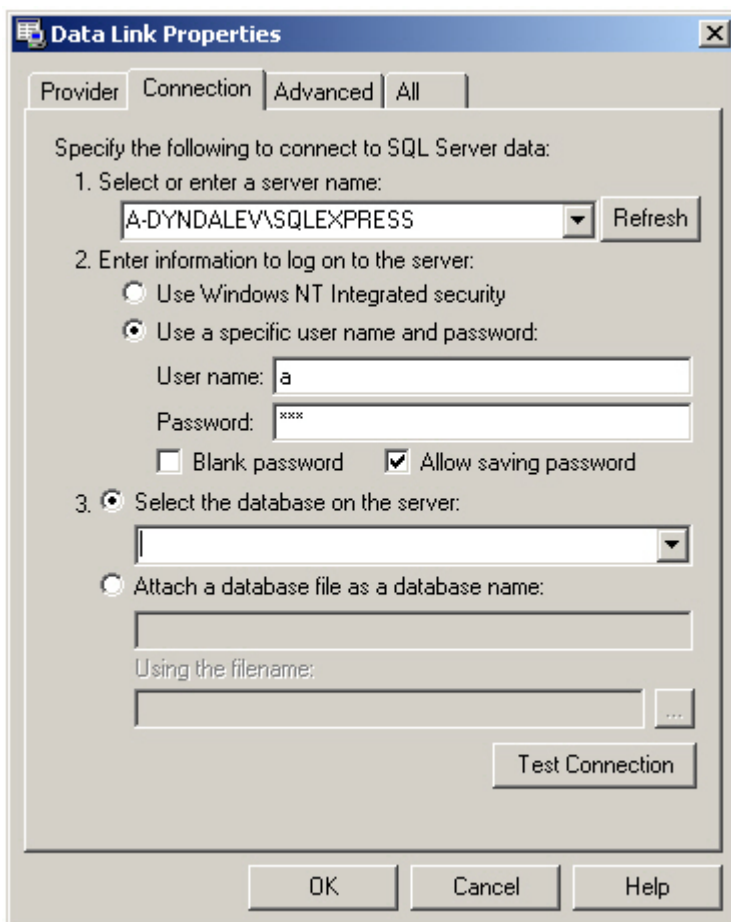 Data Link Properties
Provider Connection Advanced All
Specify the following to connect to SQL Server data:
1. Select or enter a server name:
A-DYNDALEV\SQLEXPRESS Refresh
2. Enter information to log on to the server:
Use Windows NT Integrated security
Use a specific user name and password:
User name: a
Password: ***
Blank password Allow saving password
3. Select the database on the server:
Attach a database file as a database name:
Using the filename:
...
Test Connection
OK Cancel Help